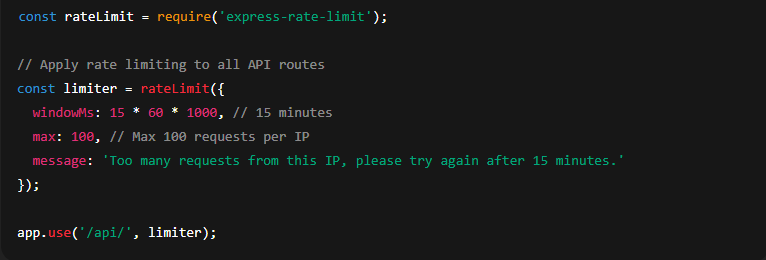 const rateLimit = require('express-rate-limit');
// Apply rate limiting to all API routes
const limiter = rateLimit({
  windowMs: 15 * 60 * 1000, // 15 minutes
  max: 100, // Max 100 requests per IP
  message: 'Too many requests from this IP, please try again after 15 minutes.'
});
app.use('/api/', limiter);